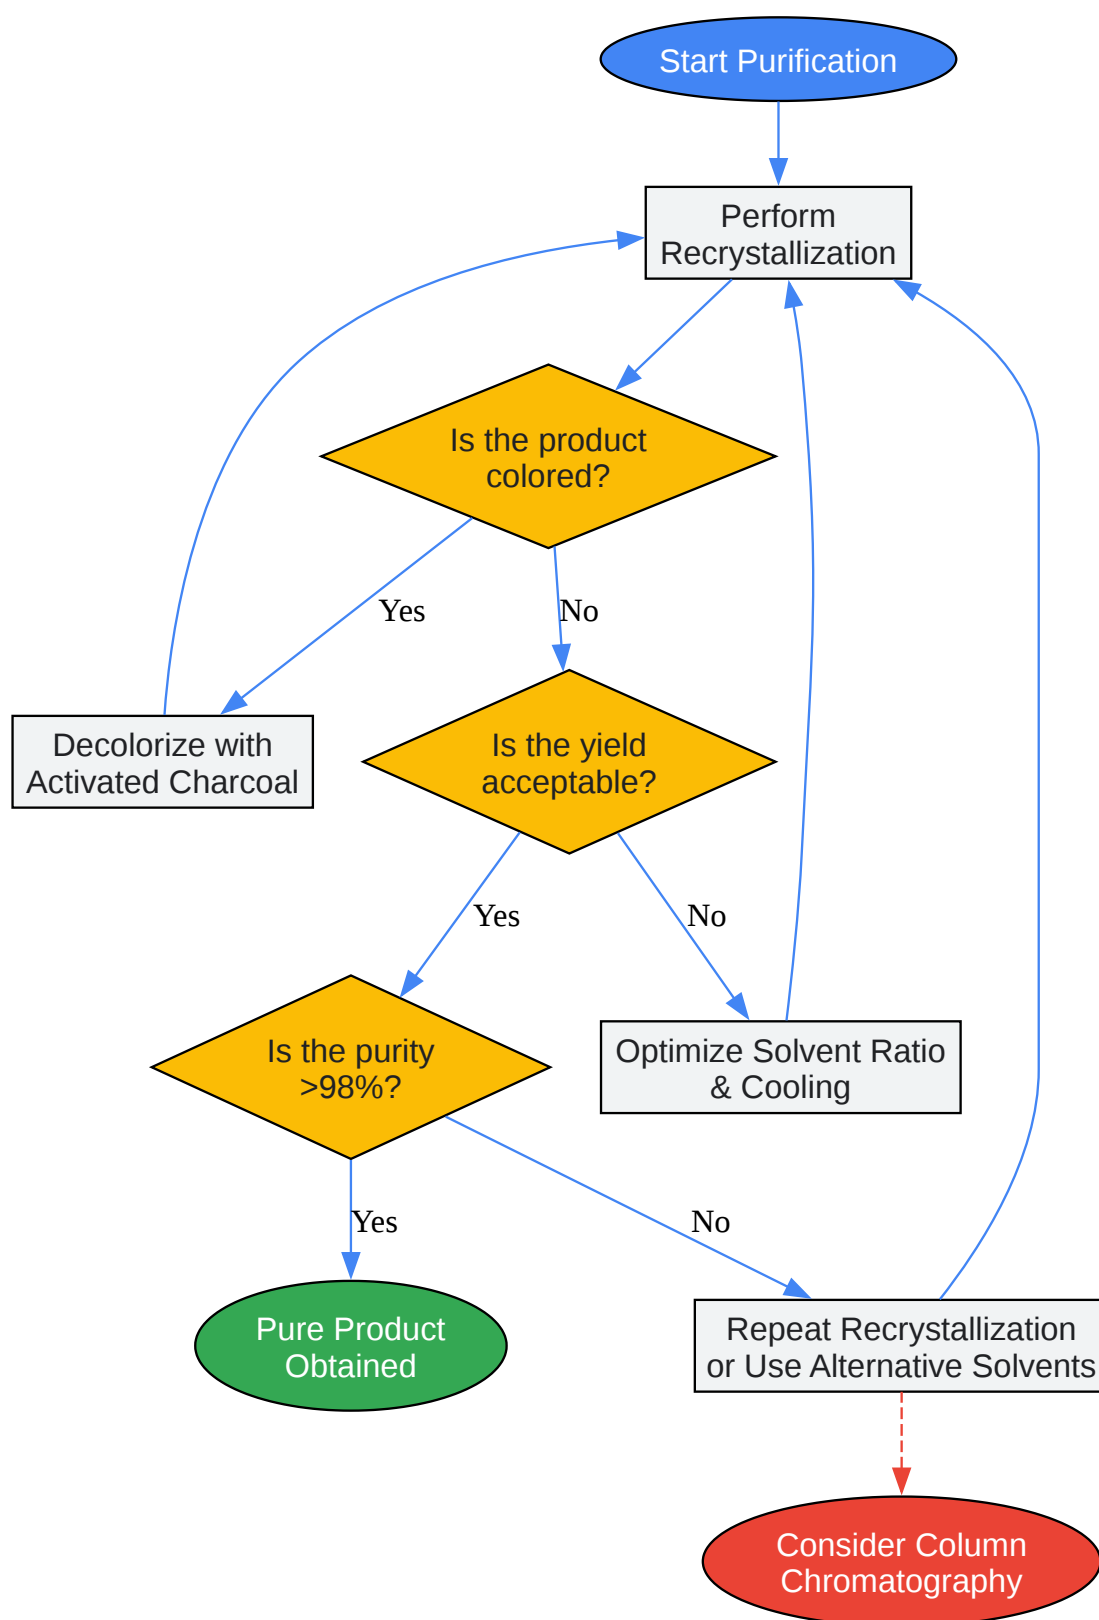 Start Purification
Perform
Recrystallization
Is the product
colored?
Yes
No
Decolorize with
Activated Charcoal
Is the yield
acceptable?
Yes
No
Is the purity
>98%?
Optimize Solvent Ratio
& Cooling
Yes
No
Pure Product
Obtained
Repeat Recrystallization
or Use Alternative Solvents
Consider Column
Chromatography